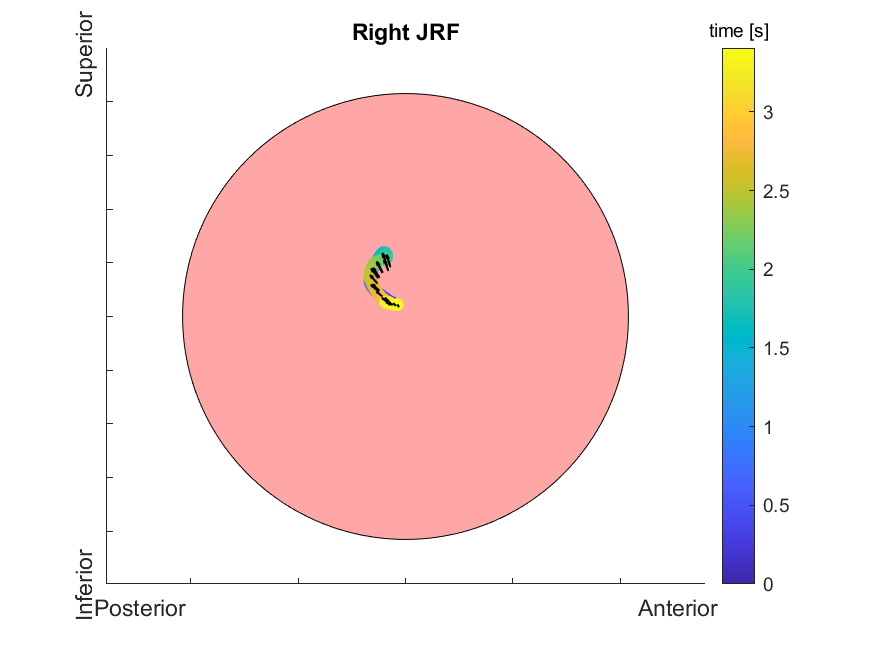 Right JRF
time [s]
Superior
3
2.5
2
1.5
1
0.5
0
Inferior
Posterior
Anterior